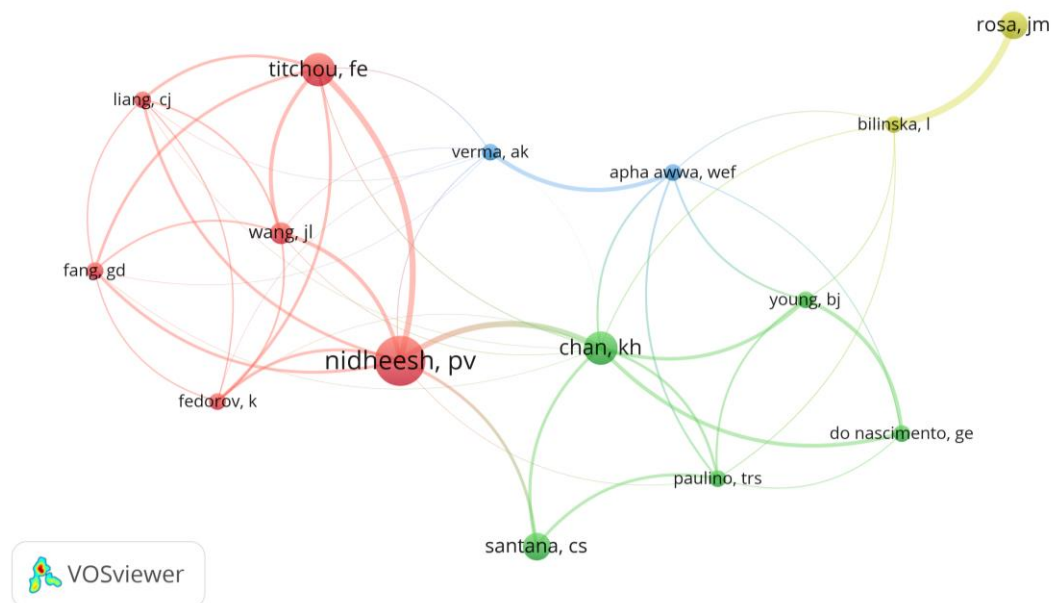 rosa, jm
titchou, fe
liang, cj
bilinska, l
verma, ak
apha awwa, wef
wang, jl
fang, gd
young, bj
chan, kh
nidheesh, pv
fedorov, k
do nascimento, ge
paulino, trs
santana, cs
VOSviewer